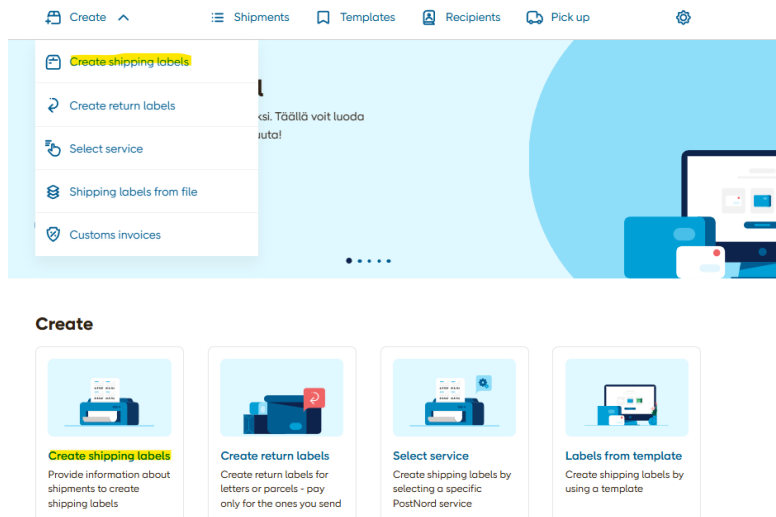 Create Shipments Templates Recipients Pick up
Create shipping labels
Create return labels
Select service
Shipping labels from file
Customs invoices
ksi. Täällä voit luoda
uuta!
Create
Create shipping labels
Provide information about
shipments to create
shipping labels
Create return labels
Create return labels for
letters or parcels - pay
only for the ones you send
Select service
Create shipping labels by
selecting a specific
PostNord service
Labels from template
Create shipping labels by
using a template